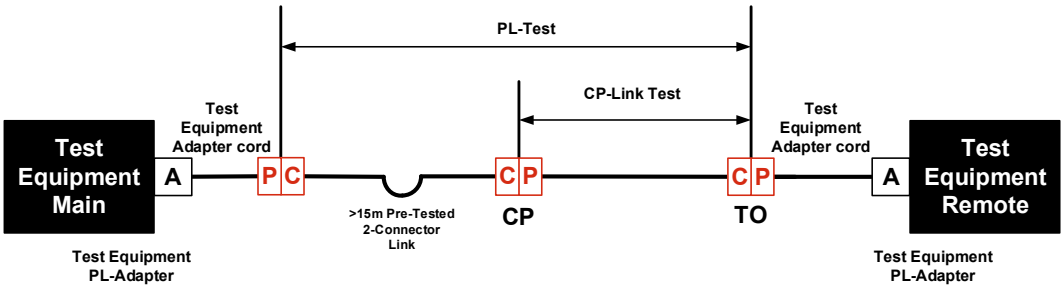 PL-Test
CP-Link Test
Test
Equipment
Adapter cord
Test
Equipment
Adapter cord
Test
Equipment
Main
A
P C
C P
C P
A
Test
Equipment
Remote
>15m Pre-Tested
2-Connector
Link
CP
TO
Test Equipment
PL-Adapter
Test Equipment
PL-Adapter